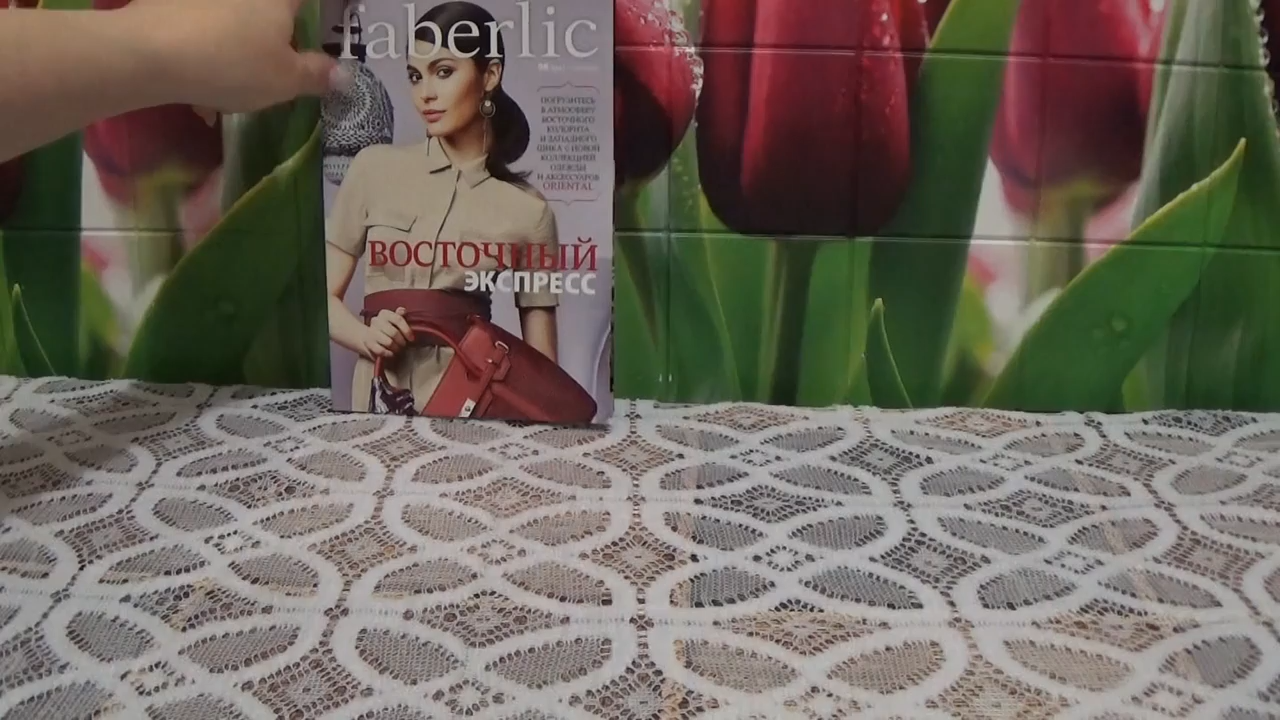 faberlic
ПОГРУЗИТЕСЬ
В АТМОСФЕРУ
ВОСТОЧНОГО
КОЛОРИТА
И ЗАПАДНОГО
ШИКА С НОВОЙ
КОЛЛЕКЦИЕЙ
ОДЕЖДЫ
И АКСЕССУАРОВ
ORIENTAL
ВОСТОЧНЫЙ
ЭКСПРЕСС